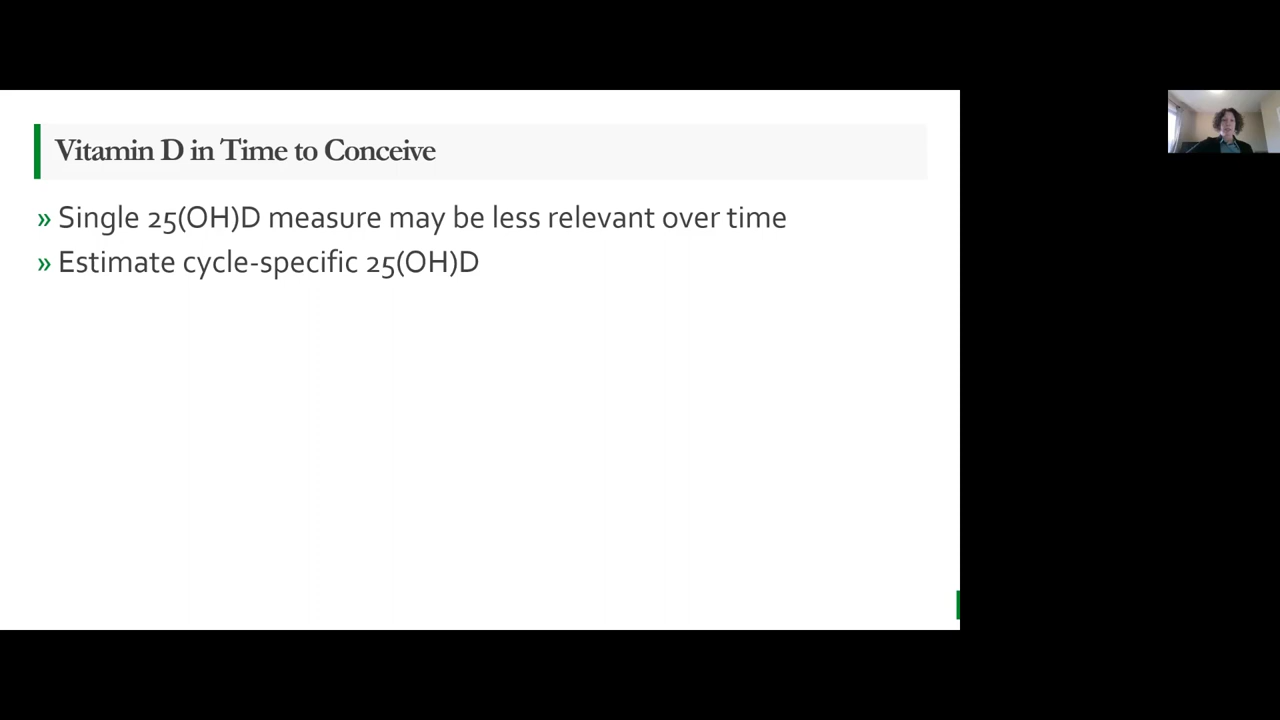 Vitamin D in Time to Conceive
» Single 25(OH)D measure may be less relevant over time
» Estimate cycle-specific 25(OH)D